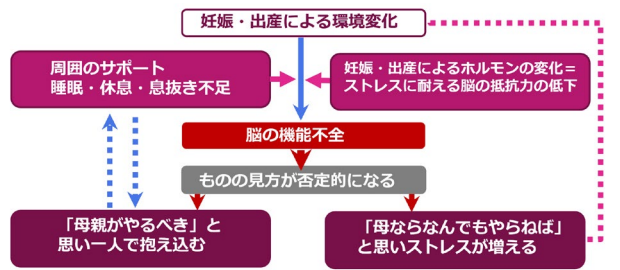 妊娠・出産による環境変化
周囲のサポート
睡眠・休息・息抜き不足
妊娠・出産によるホルモンの変化＝
ストレスに耐える脳の抵抗力の低下
脳の機能不全
ものの見方が否定的になる
「母親がやるべき」と
思い一人で抱え込む
「母ならなんでもやらねば」
と思いストレスが増える